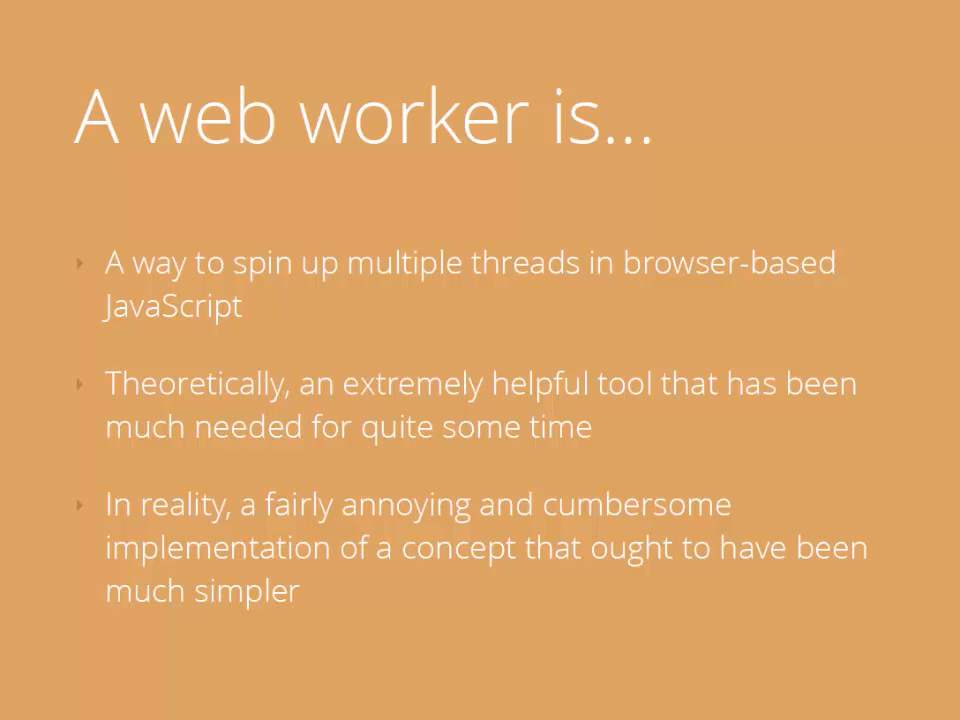 A web worker is...
A way to spin up multiple threads in browser-based
JavaScript
Theoretically, an extremely helpful tool that has been
much needed for quite some time
In reality, a fairly annoying and cumbersome
implementation of a concept that ought to have been
much simpler